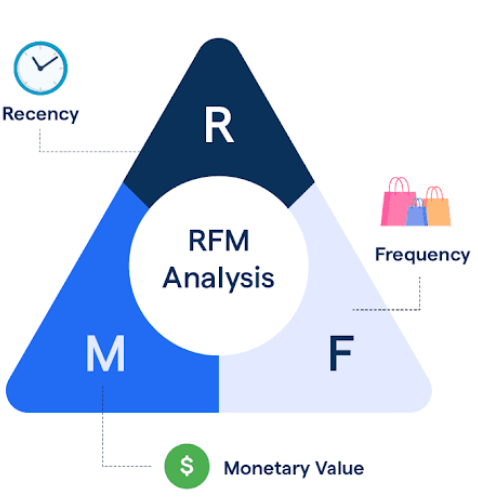 R
Recency
RFM
Analysis
Frequency
M
F
$
Monetary Value